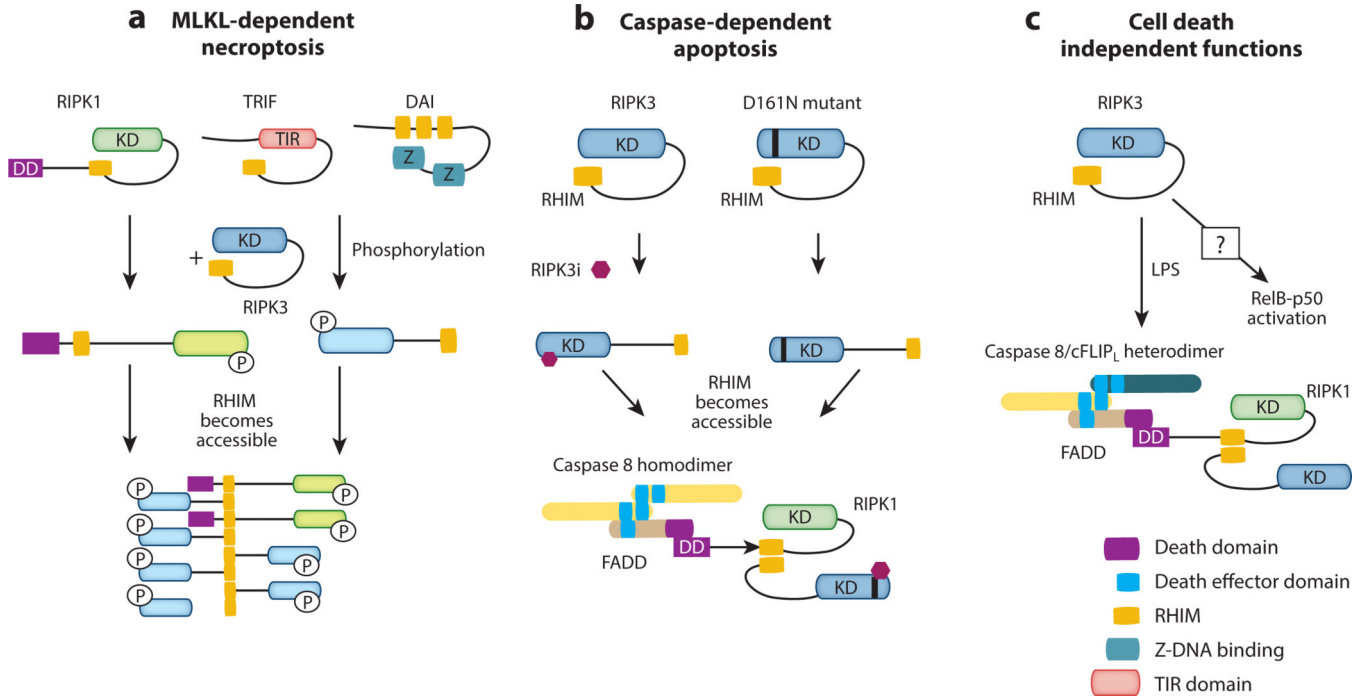 a MLKL-dependent
necroptosis
RIPK1
TRIF
DAI
KD
TIR
DD
Z
Z
+
KD
Phosphorylation
RIPK3
P
P
RHIM
becomes
accessible
P
P
P
P
P
P
P
P
b Caspase-dependent
apoptosis
RIPK3
D161N mutant
KD
KD
RHIM
RHIM
RIPK3i
KD
KD
RHIM
becomes
accessible
Caspase 8 homodimer
RIPK1
KD
DD
FADD
KD
c Cell death
independent functions
RIPK3
KD
RHIM
?
LPS
RelB-p50
activation
Caspase 8/cFLIPL heterodimer
RIPK1
KD
DD
FADD
KD
Death domain
Death effector domain
RHIM
Z-DNA binding
TIR domain